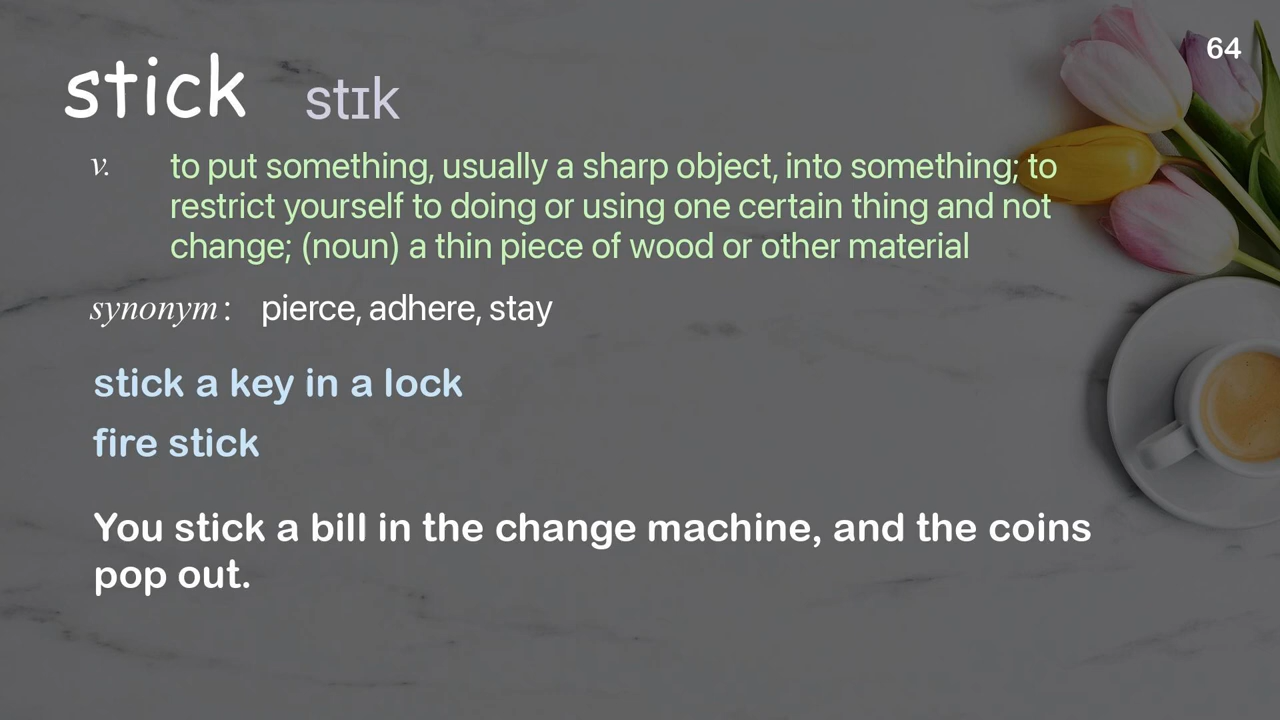 64
stick stɪk
v. to put something, usually a sharp object, into something; to
restrict yourself to doing or using one certain thing and not
change; (noun) a thin piece of wood or other material
synonym: pierce, adhere, stay
stick a key in a lock
fire stick
You stick a bill in the change machine, and the coins
pop out.